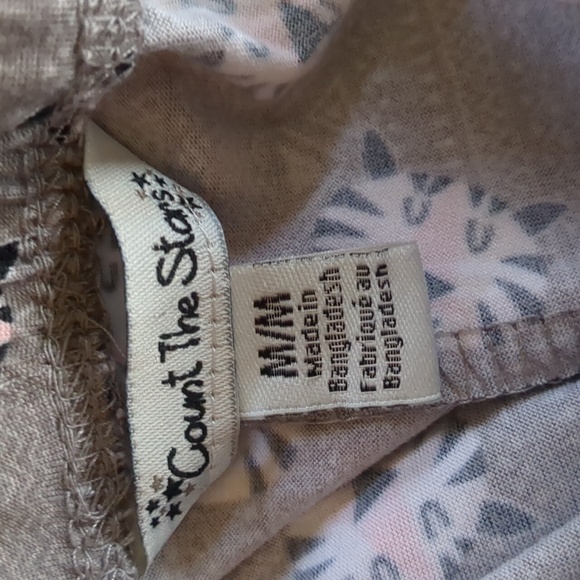 Count The Stars
M/M
Made in
Bangladesh
Fabriqué au
Bangladesh